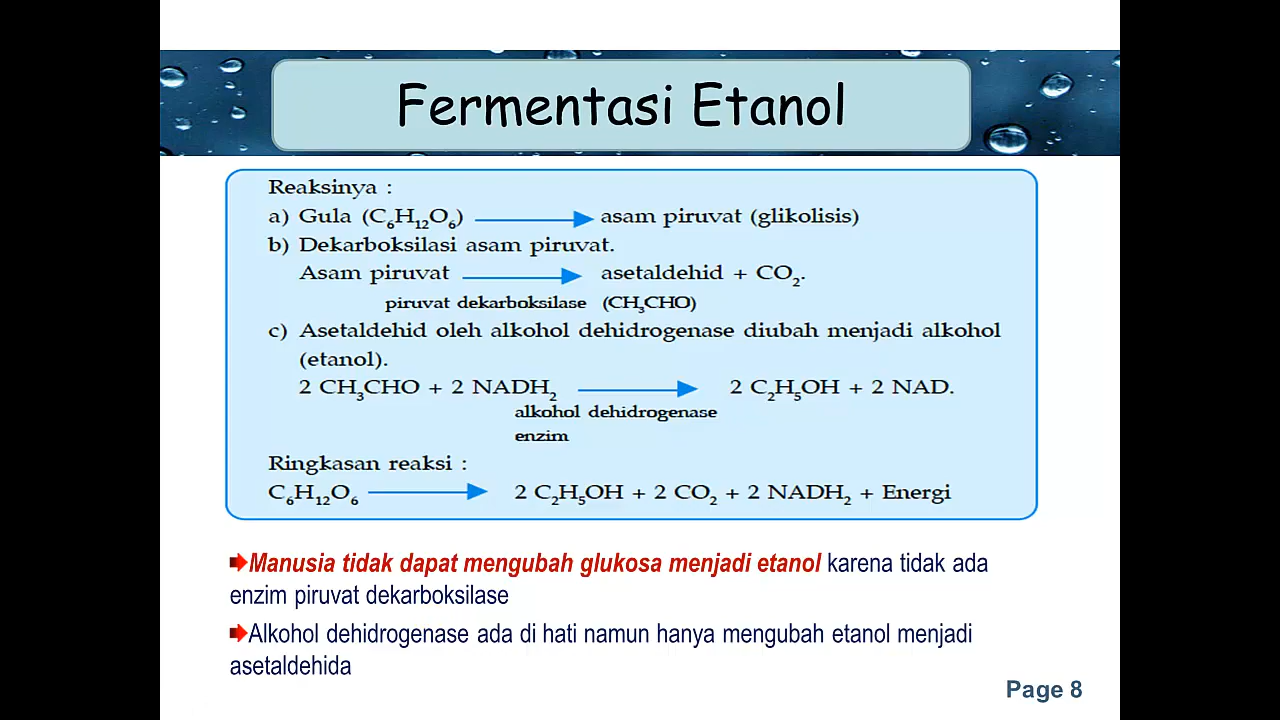 Fermentasi Etanol
Reaksinya :
a) Gula (C₆H₁₂O₆) ⟶ asam piruvat (glikolisis)
b) Dekarboksilasi asam piruvat.
Asam piruvat ⟶ asetaldehid + CO₂.
piruvat dekarboksilase (CH₃CHO)
c) Asetaldehid oleh alkohol dehidrogenase diubah menjadi alkohol
(etanol).
2 CH₃CHO + 2 NADH₂ ⟶ 2 C₂H₅OH + 2 NAD.
alkohol dehidrogenase
enzim
Ringkasan reaksi :
C₆H₁₂O₆ ⟶ 2 C₂H₅OH + 2 CO₂ + 2 NADH₂ + Energi
Manusia tidak dapat mengubah glukosa menjadi etanol karena tidak ada
enzim piruvat dekarboksilase
Alkohol dehidrogenase ada di hati namun hanya mengubah etanol menjadi
asetaldehida
Page 8